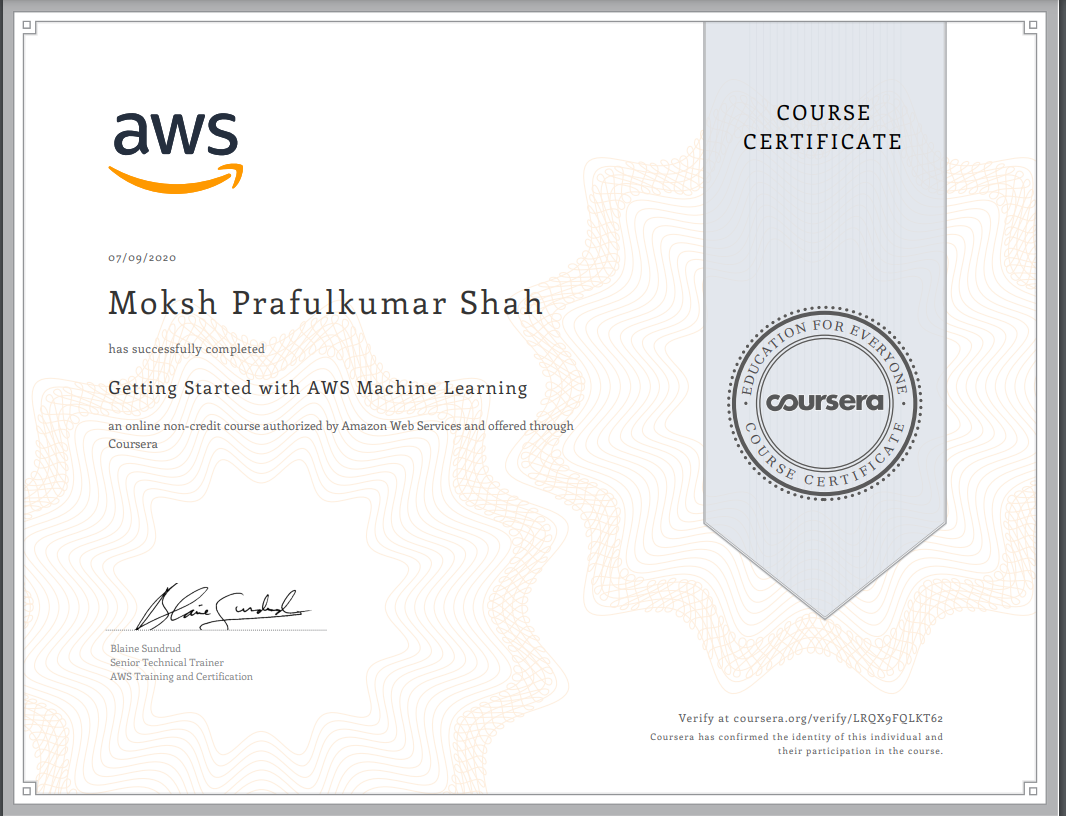 aws
COURSE
CERTIFICATE
07/09/2020
Moksh Prafulkumar Shah
has successfully completed
Getting Started with AWS Machine Learning
an online non-credit course authorized by Amazon Web Services and offered through
Coursera
EDUCATION FOR EVERYONE
coursera
COURSE CERTIFICATE
Blaine Sundrud
Blaine Sundrud
Senior Technical Trainer
AWS Training and Certification
Verify at coursera.org/verify/LRQX9FQLKT62
Coursera has confirmed the identity of this individual and
their participation in the course.